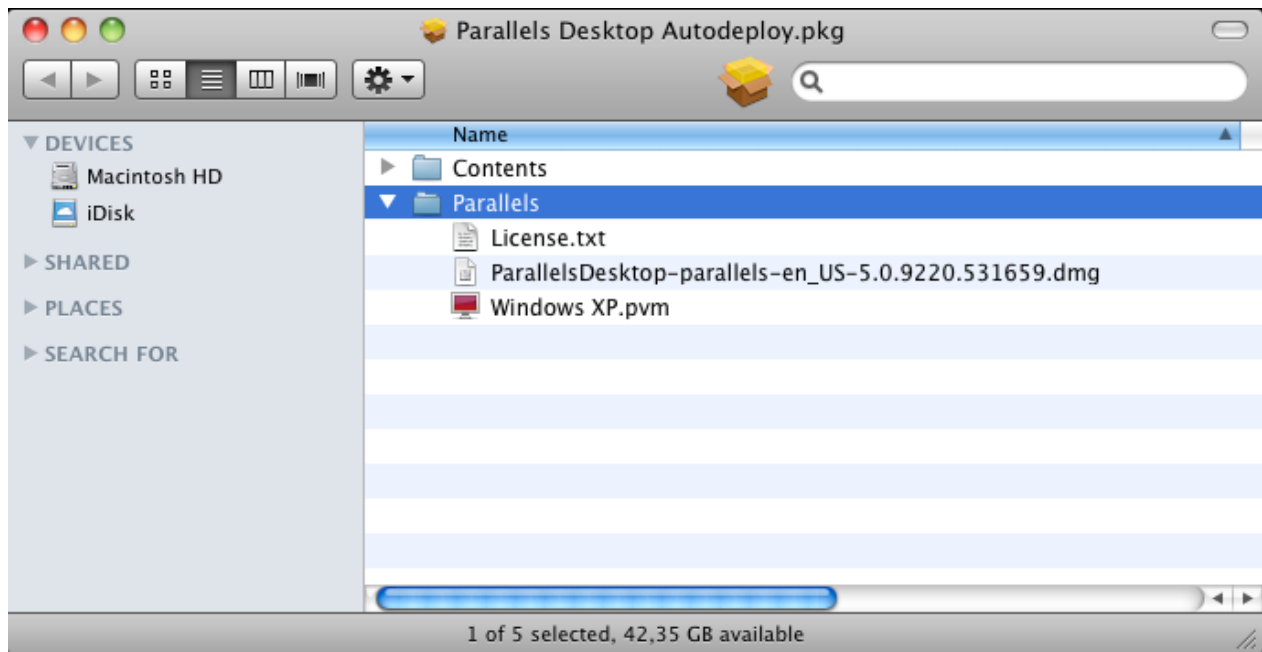 Parallels Desktop Autodeploy.pkg
DEVICES
Macintosh HD
iDisk
SHARED
PLACES
SEARCH FOR
Name
Contents
Parallels
License.txt
ParallelsDesktop-parallels-en_US-5.0.9220.531659.dmg
Windows XP.pvm
1 of 5 selected, 42,35 GB available